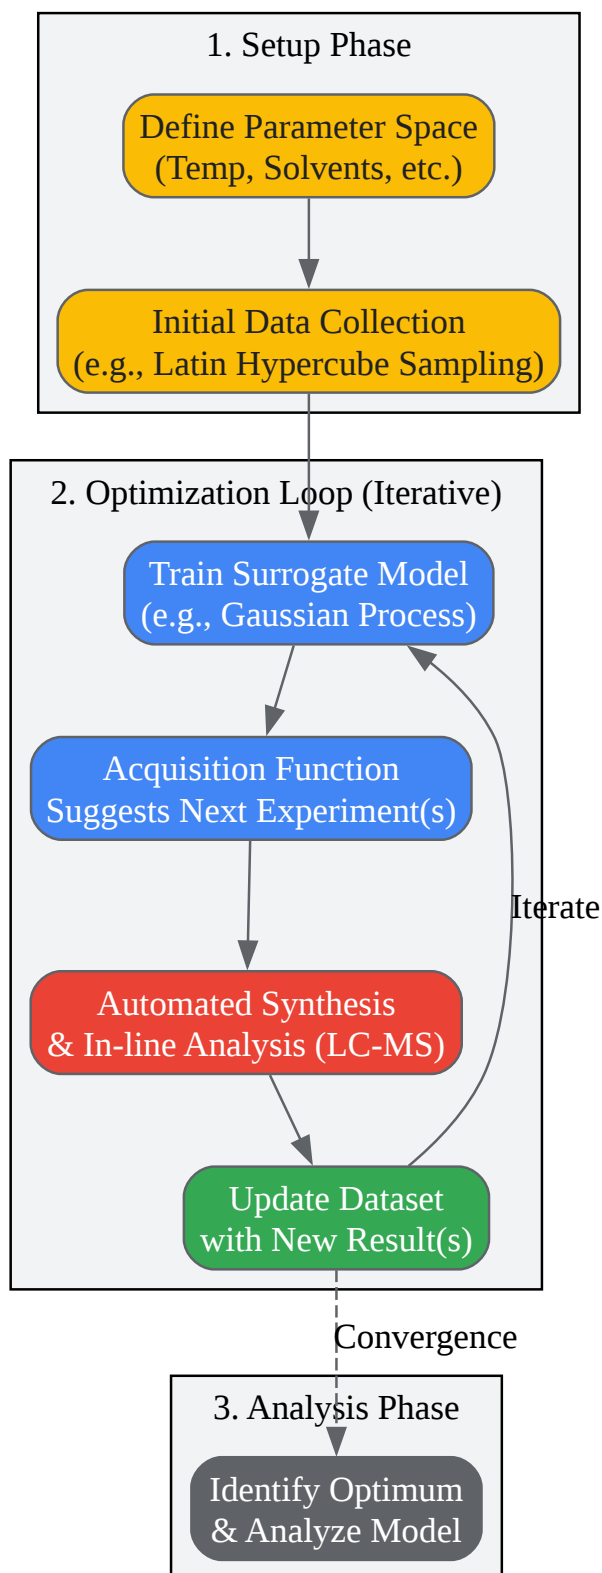 1. Setup Phase
Define Parameter Space
(Temp, Solvents, etc.)
Initial Data Collection
(e.g., Latin Hypercube Sampling)
2. Optimization Loop (Iterative)
Train Surrogate Model
(e.g., Gaussian Process)
Acquisition Function
Suggests Next Experiment(s)
Iterate
Automated Synthesis
& In-line Analysis (LC-MS)
Update Dataset
with New Result(s)
Convergence
3. Analysis Phase
Identify Optimum
& Analyze Model